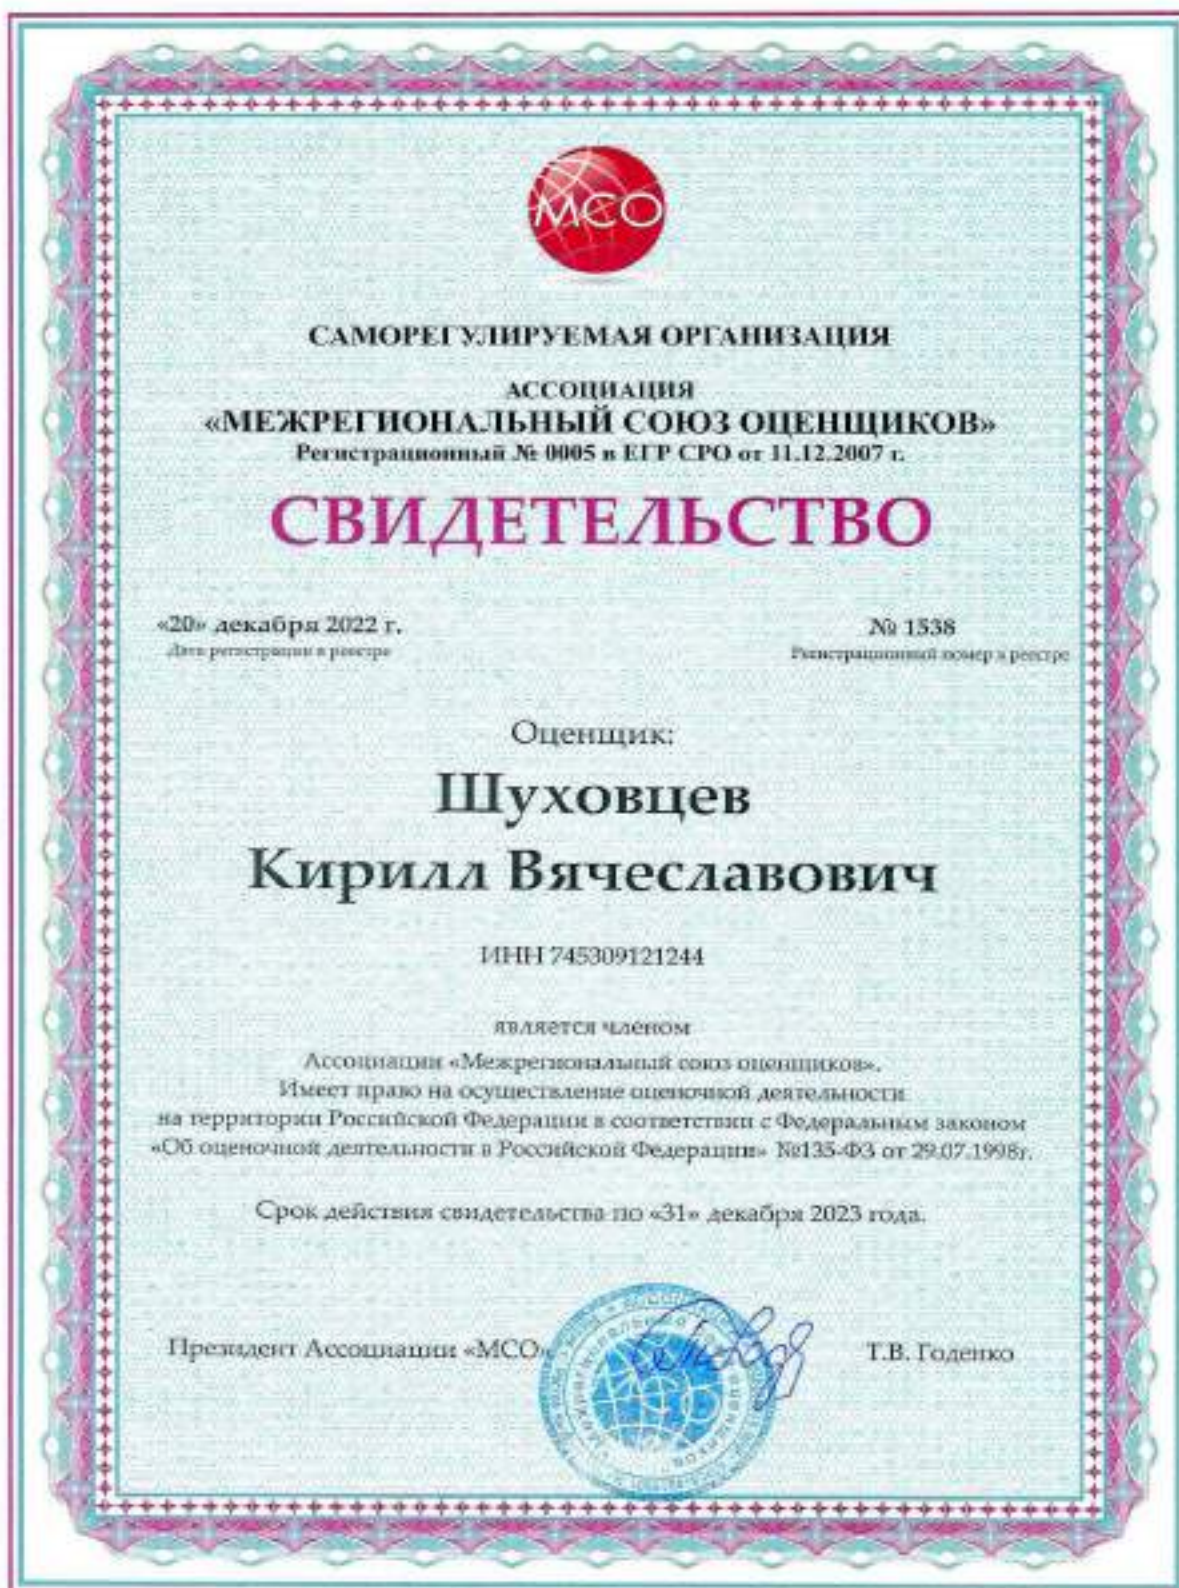 МСО
САМОРЕГУЛИРУЕМАЯ ОРГАНИЗАЦИЯ
АССОЦИАЦИЯ
«МЕЖРЕГИОНАЛЬНЫЙ СОЮЗ ОЦЕНЩИКОВ»
Регистрационный № 0005 в ЕГР СРО от 11.12.2007 г.
СВИДЕТЕЛЬСТВО
«20» декабря 2022 г.
Дата регистрации в реестре
№ 1538
Регистрационный номер в реестре
Оценщик:
Шуховцев
Кирилл Вячеславович
ИНН 745309121244
является членом
Ассоциации «Межрегиональный союз оценщиков».
Имеет право на осуществление оценочной деятельности
на территории Российской Федерации в соответствии с Федеральным законом
«Об оценочной деятельности в Российской Федерации» №135-ФЗ от 29.07.1998г.
Срок действия свидетельства по «31» декабря 2023 года.
Президент Ассоциации «МСО»
Т.В. Годенко